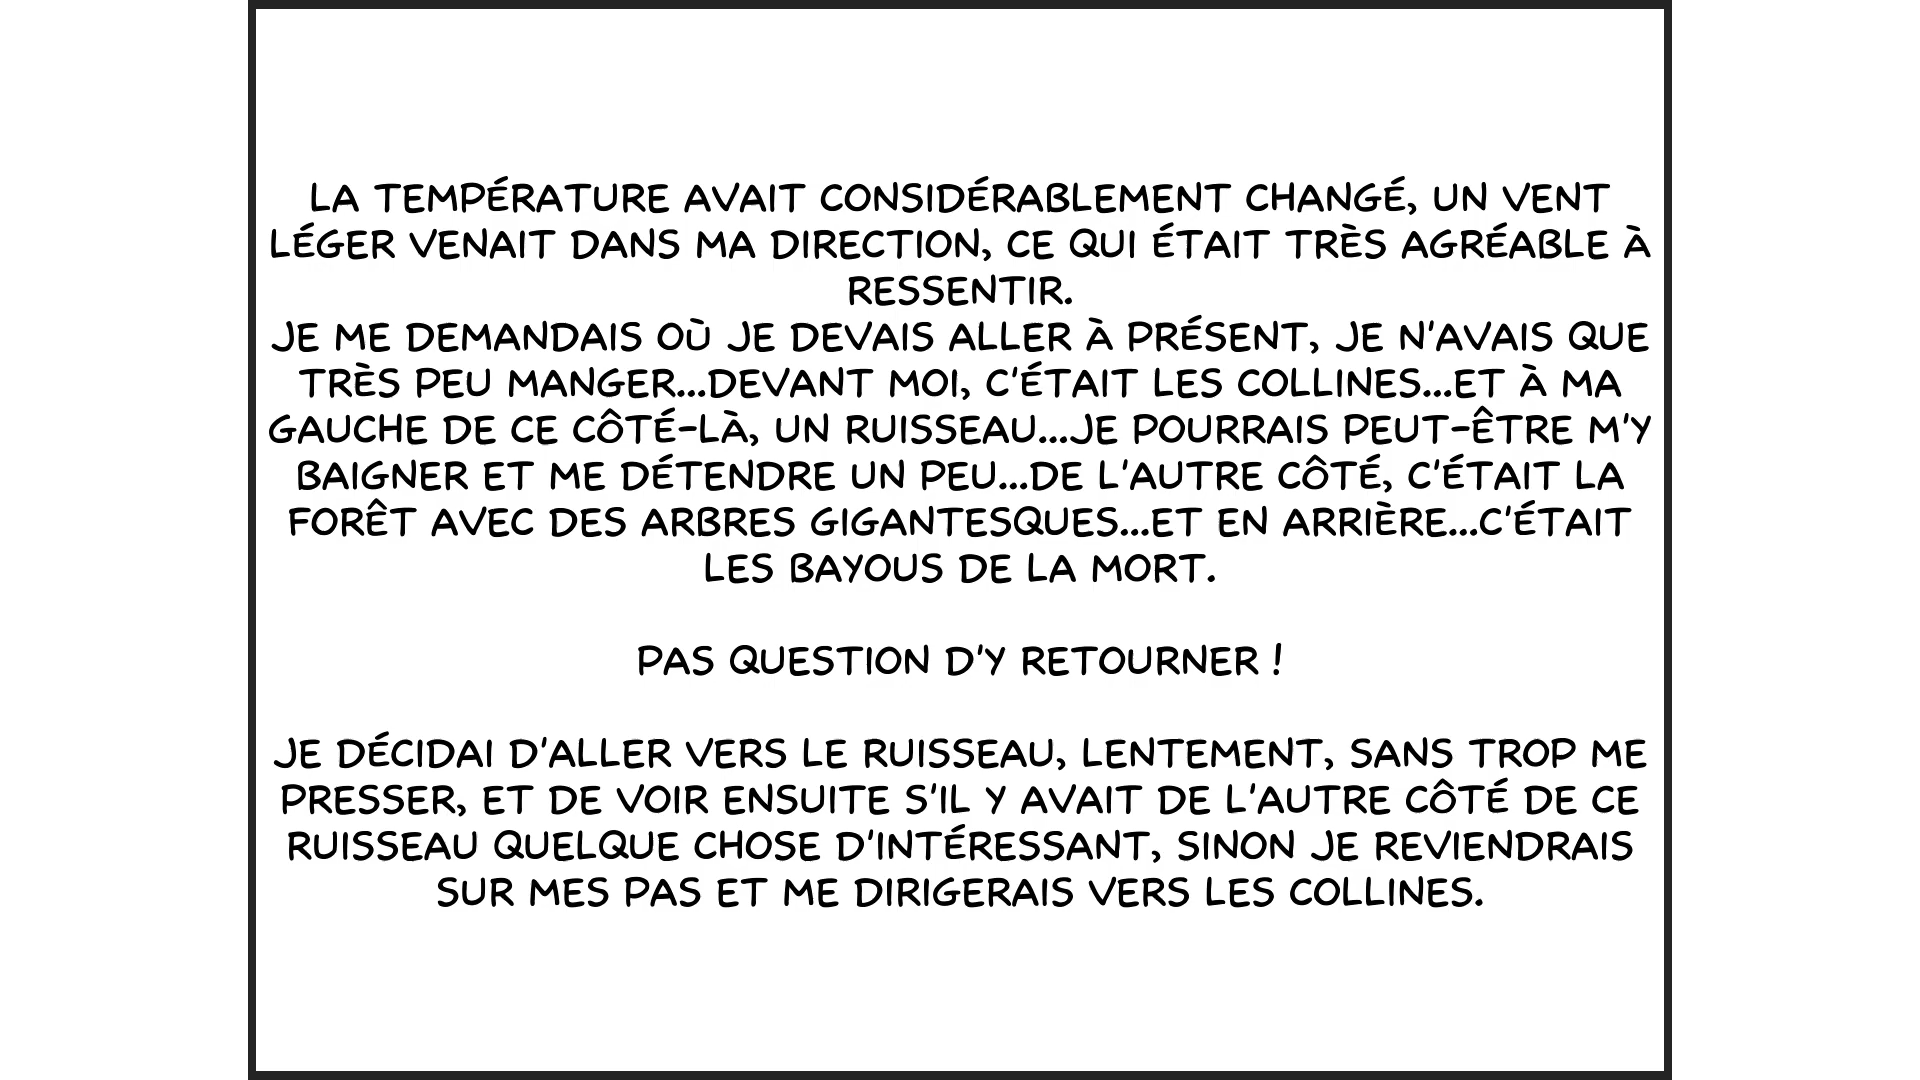 LA TEMPÉRATURE AVAIT CONSIDÉRABLEMENT CHANGÉ, UN VENT
LÉGER VENAIT DANS MA DIRECTION, CE QUI ÉTAIT TRÈS AGRÉABLE À
RESSENTIR.
JE ME DEMANDAIS OÙ JE DEVAIS ALLER À PRÉSENT, JE N'AVAIS QUE
TRÈS PEU MANGER...DEVANT MOI, C'ÉTAIT LES COLLINES...ET À MA
GAUCHE DE CE CÔTÉ-LÀ, UN RUISSEAU...JE POURRAIS PEUT-ÊTRE M'Y
BAIGNER ET ME DÉTENDRE UN PEU...DE L'AUTRE CÔTÉ, C'ÉTAIT LA
FORÊT AVEC DES ARBRES GIGANTESQUES...ET EN ARRIÈRE...C'ÉTAIT
LES BAYOUS DE LA MORT.
PAS QUESTION D'Y RETOURNER !
JE DÉCIDAI D'ALLER VERS LE RUISSEAU, LENTEMENT, SANS TROP ME
PRESSER, ET DE VOIR ENSUITE S'IL Y AVAIT DE L'AUTRE CÔTÉ DE CE
RUISSEAU QUELQUE CHOSE D'INTÉRESSANT, SINON JE REVIENDRAIS
SUR MES PAS ET ME DIRIGERAIS VERS LES COLLINES.